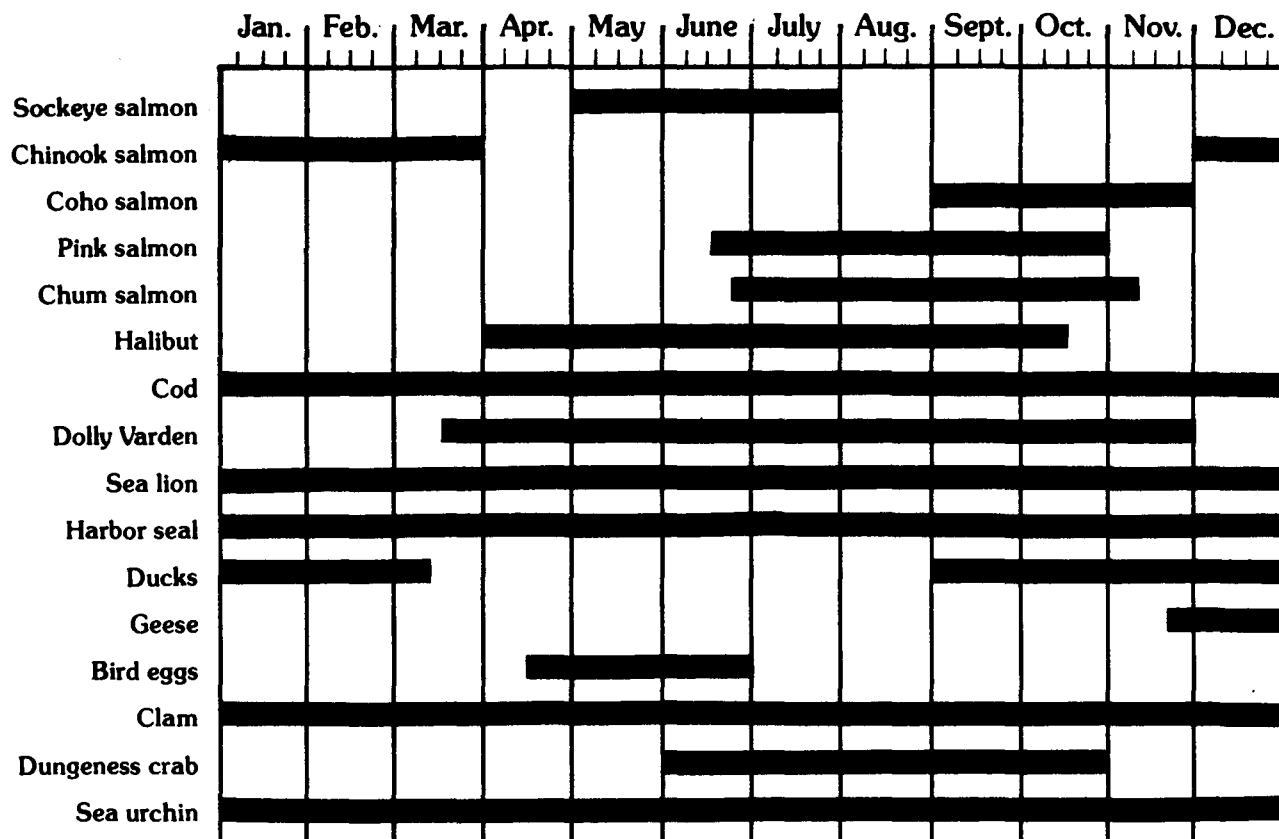 Jan. Feb. Mar. Apr. May June July Aug. Sept. Oct. Nov. Dec.
Sockeye salmon
Chinook salmon
Coho salmon
Pink salmon
Chum salmon
Halibut
Cod
Dolly Varden
Sea lion
Harbor seal
Ducks
Geese
Bird eggs
Clam
Dungeness crab
Sea urchin